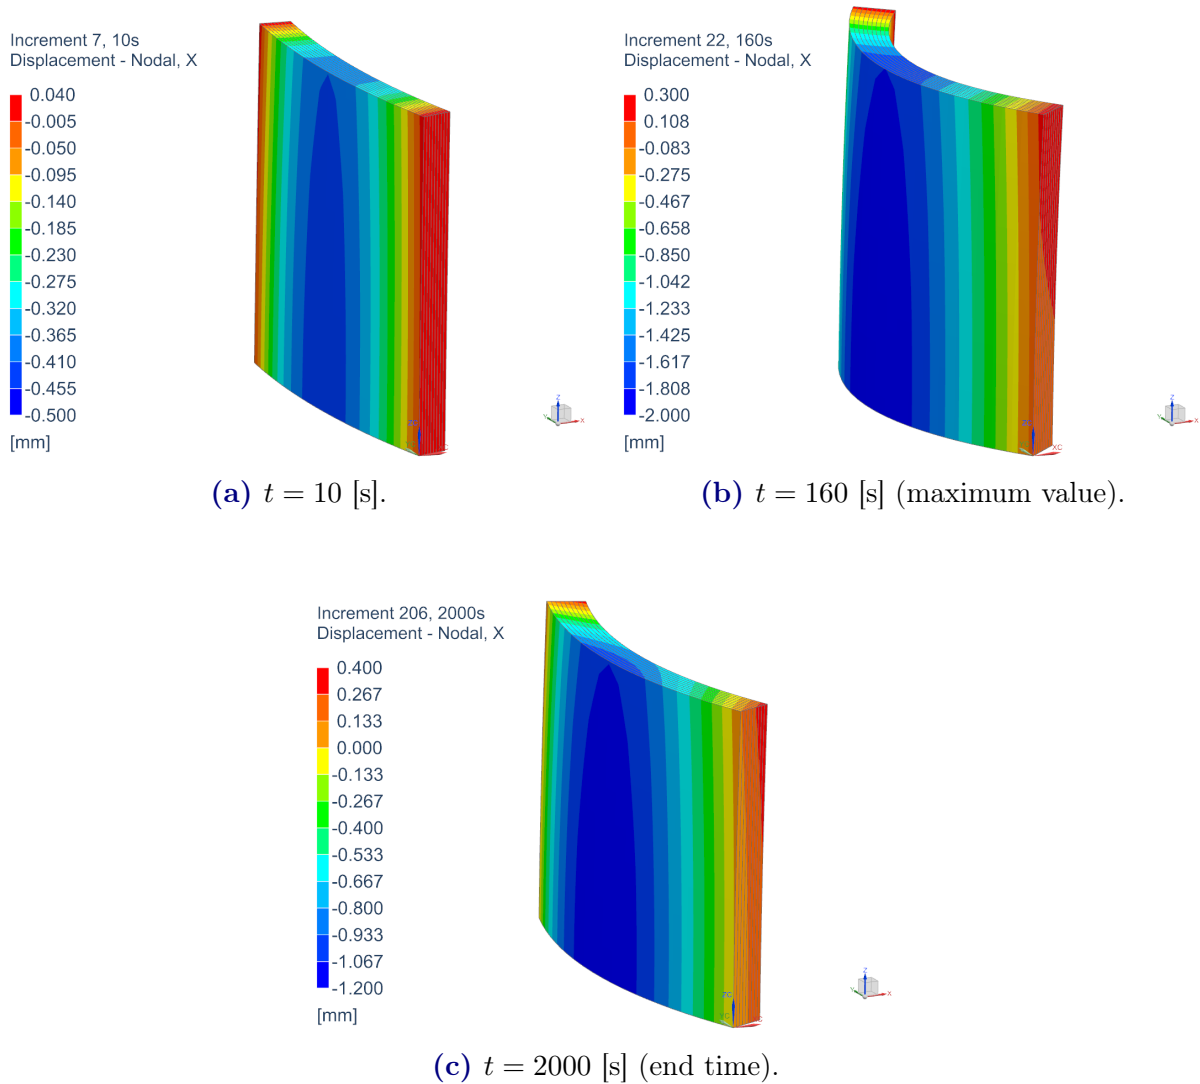 Increment 7, 10s
Displacement - Nodal, X
0.040
-0.005
-0.050
-0.095
-0.140
-0.185
-0.230
-0.275
-0.320
-0.365
-0.410
-0.455
-0.500
[mm]
ZC
Z
Y
X
(a) t = 10 [s].
Increment 22, 160s
Displacement - Nodal, X
0.300
0.108
-0.083
-0.275
-0.467
-0.658
-0.850
-1.042
-1.233
-1.425
-1.617
-1.808
-2.000
[mm]
ZC
XC
Z
Y
X
(b) t = 160 [s] (maximum value).
Increment 206, 2000s
Displacement - Nodal, X
0.400
0.267
0.133
0.000
-0.133
-0.267
-0.400
-0.533
-0.667
-0.800
-0.933
-1.067
-1.200
[mm]
ZC
YC
Z
Y
X
(c) t = 2000 [s] (end time).